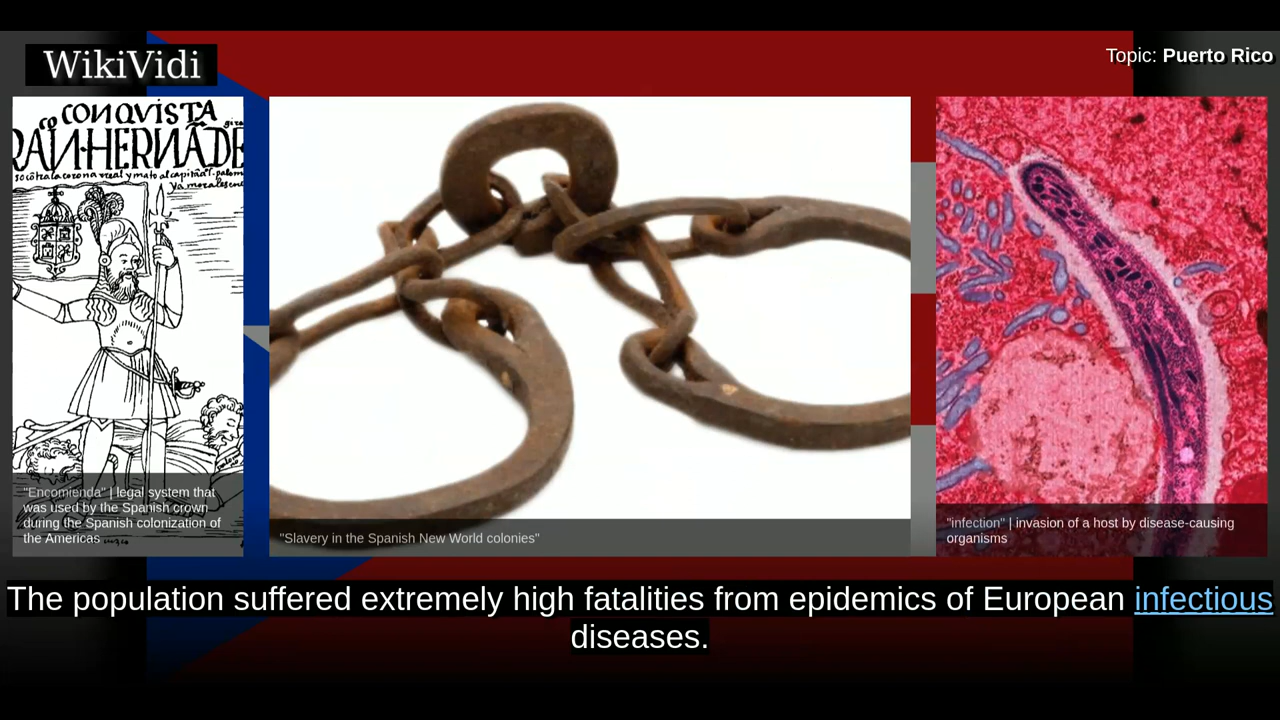 WikiVidi
Topic: Puerto Rico
CONQVISTA
"Encomienda" | legal system that
was used by the Spanish crown
during the Spanish colonization of
the Americas
"Slavery in the Spanish New World colonies"
"infection" | invasion of a host by disease-causing
organisms
The population suffered extremely high fatalities from epidemics of European infectious
diseases.